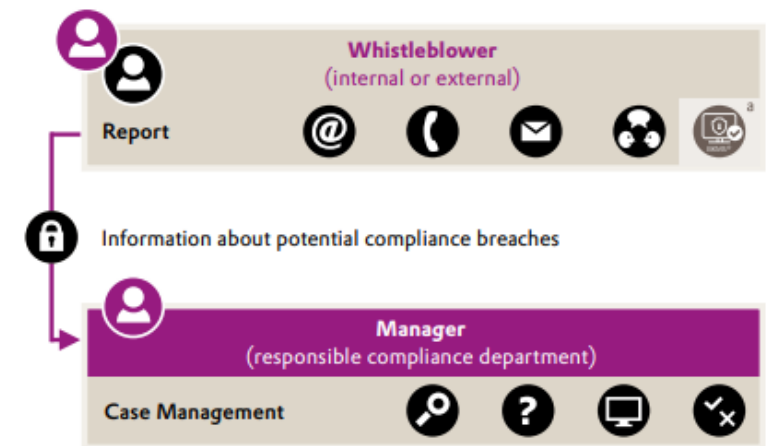 Whistleblower
(internal or external)
Report
@
a
Information about potential compliance breaches
Manager
(responsible compliance department)
Case Management
?